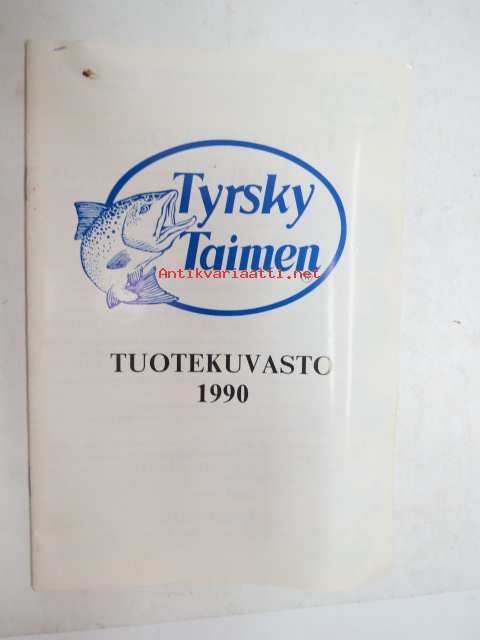 Tyrsky
Taimen
®
Antikvariaatti.net
TUOTEKUVASTO
1990